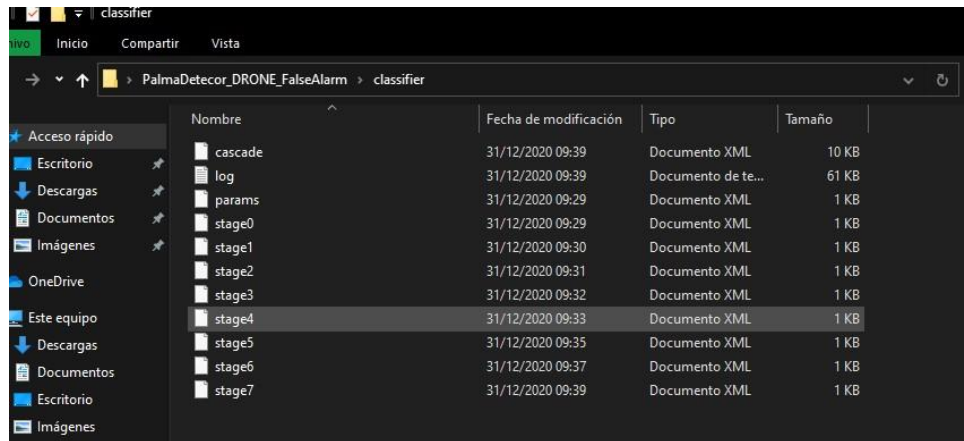 classifier
ivo Inicio Compartir Vista
PalmaDetecor_DRONE_FalseAlarm > classifier
Nombre Fecha de modificación Tipo Tamaño
Acceso rápido
Escritorio
Descargas
Documentos
Imágenes
OneDrive
Este equipo
Descargas
Documentos
Escritorio
Imágenes
cascade 31/12/2020 09:39 Documento XML 10 KB
log 31/12/2020 09:39 Documento de te... 61 KB
params 31/12/2020 09:29 Documento XML 1 KB
stage0 31/12/2020 09:29 Documento XML 1 KB
stage1 31/12/2020 09:30 Documento XML 1 KB
stage2 31/12/2020 09:31 Documento XML 1 KB
stage3 31/12/2020 09:32 Documento XML 1 KB
stage4 31/12/2020 09:33 Documento XML 1 KB
stage5 31/12/2020 09:35 Documento XML 1 KB
stage6 31/12/2020 09:37 Documento XML 1 KB
stage7 31/12/2020 09:39 Documento XML 1 KB